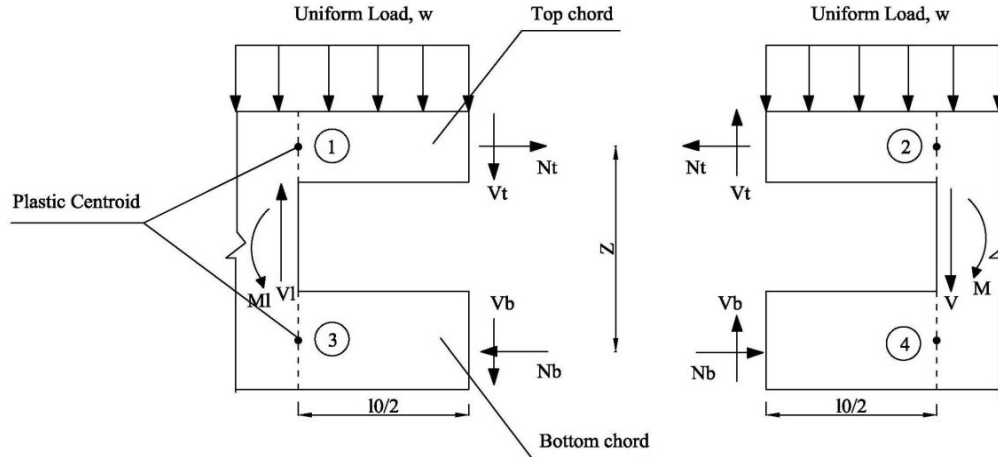 Uniform Load, w
Top chord
Uniform Load, w
1
Nt
Vt
Nt
Vt
2
Plastic Centroid
Z
Ml
Vl
V
M
3
Vb
Nb
Vb
Nb
4
l0/2
l0/2
Bottom chord